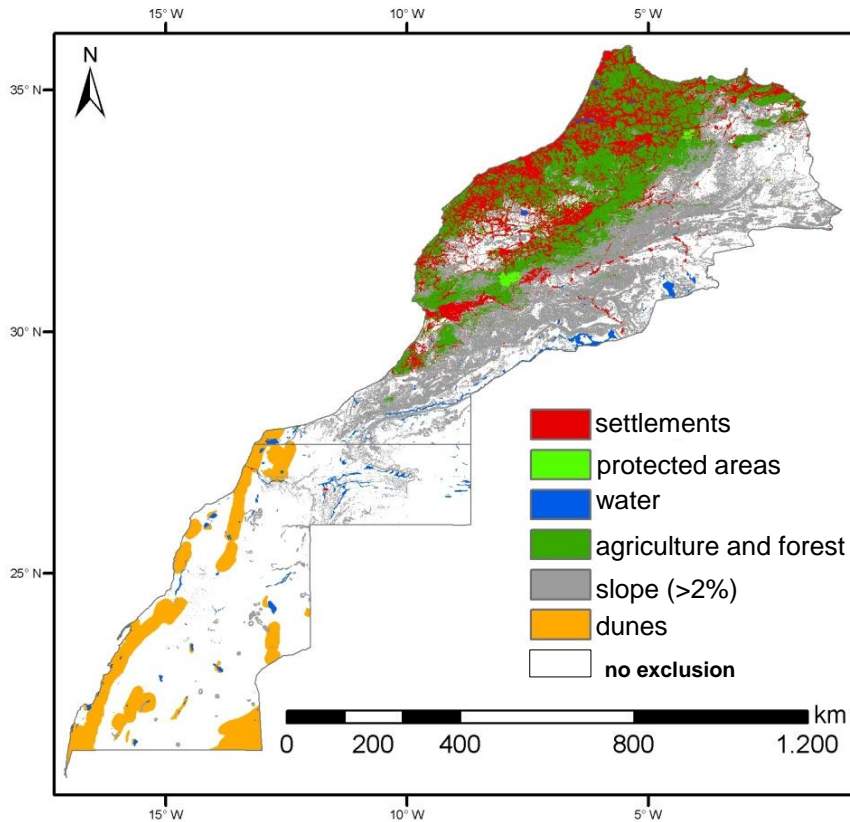 15° W 10° W 5° W
N
35° N
30° N
25° N
settlements
protected areas
water
agriculture and forest
slope (>2%)
dunes
no exclusion
km
0 200 400 800 1.200
15° W 10° W 5° W